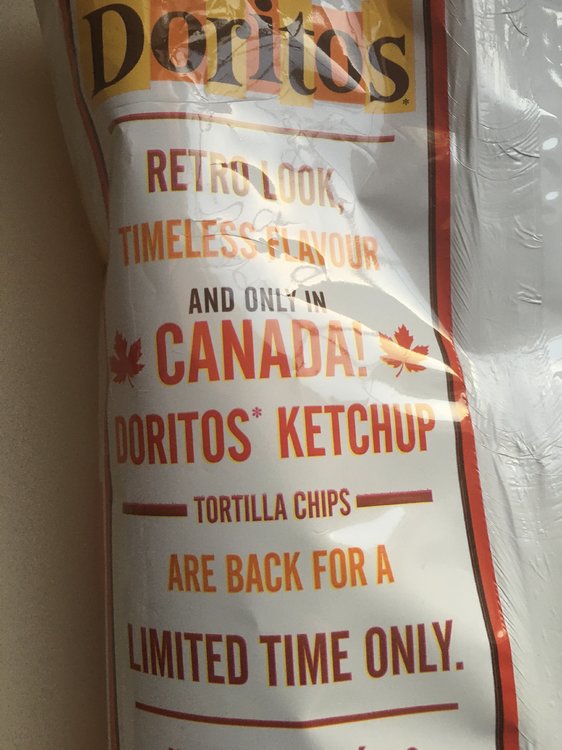 Doritos*
RETRO LOOK,
TIMELESS FLAVOUR
AND ONLY IN
CANADA!
DORITOS* KETCHUP
TORTILLA CHIPS
ARE BACK FOR A
LIMITED TIME ONLY.